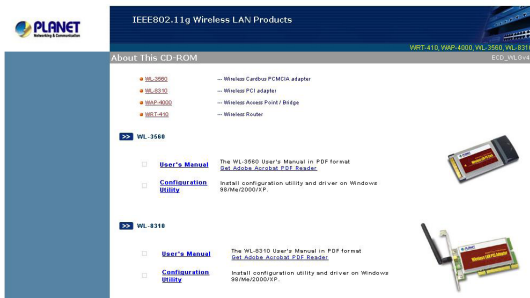 PLANET
Networking & Communication
IEEE802.11g Wireless LAN Products
WRT-410, WAP-4000, WL-3560, WL-831
About This CD-ROM
ECD_WLGv4
WL-3560 --- Wireless Cardbus PCMCIA adapter
WL-8310 --- Wireless PCI adapter
WAP-4000 --- Wireless Access Point / Bridge
WRT-410 --- Wireless Router
>> WL-3560
User's Manual
The WL-3560 User's Manual in PDF format
Get Adobe Acrobat PDF Reader
Configuration Utility
Install configuration utility and driver on Windows
98/Me/2000/XP.
>> WL-8310
User's Manual
The WL-8310 User's Manual in PDF format
Get Adobe Acrobat PDF Reader
Configuration Utility
Install configuration utility and driver on Windows
98/Me/2000/XP.